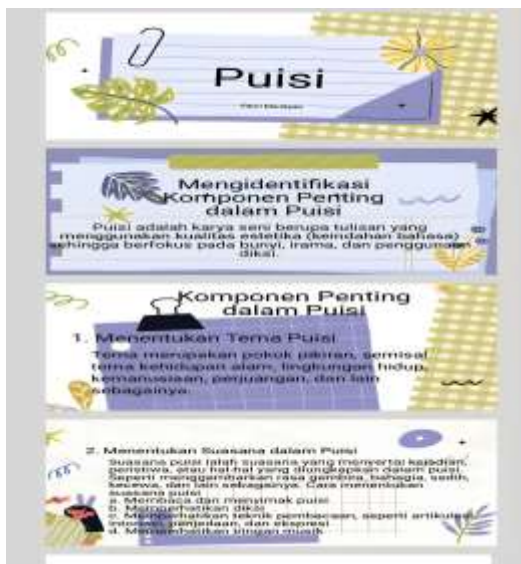 Puisi
Mengidentifikasi
Komponen Penting
dalam Puisi
Puisi adalah karya seni berupa tulisan yang
menggunakan kualitas estetika (keindahan bahasa)
sehingga berfokus pada bunyi, irama, dan penggunaan
diksi.
Komponen Penting
dalam Puisi
1. Menentukan Tema Puisi
Tema merupakan pokok pikiran, semisal
tema kehidupan alam, lingkungan hidup,
kemanusiaan, perjuangan, dan lain
sebagainya.
2. Menentukan Suasana dalam Puisi
Suasana puisi ialah suasana yang menyertai kejadian,
peristiwa, atau hal-hal yang diungkapkan dalam puisi.
Seperti menggambarkan rasa gembira, bahagia, sedih,
kecewa, dan lain sebagainya. Cara menentukan
suasana puisi
a. Membaca dan menyimak puisi
b. Memperhatikan diksi
c. Memperhatikan teknik pembacaan, seperti artikulasi,
intonasi, penjedaan, dan ekspresi
d. Memperhatikan iringan musik